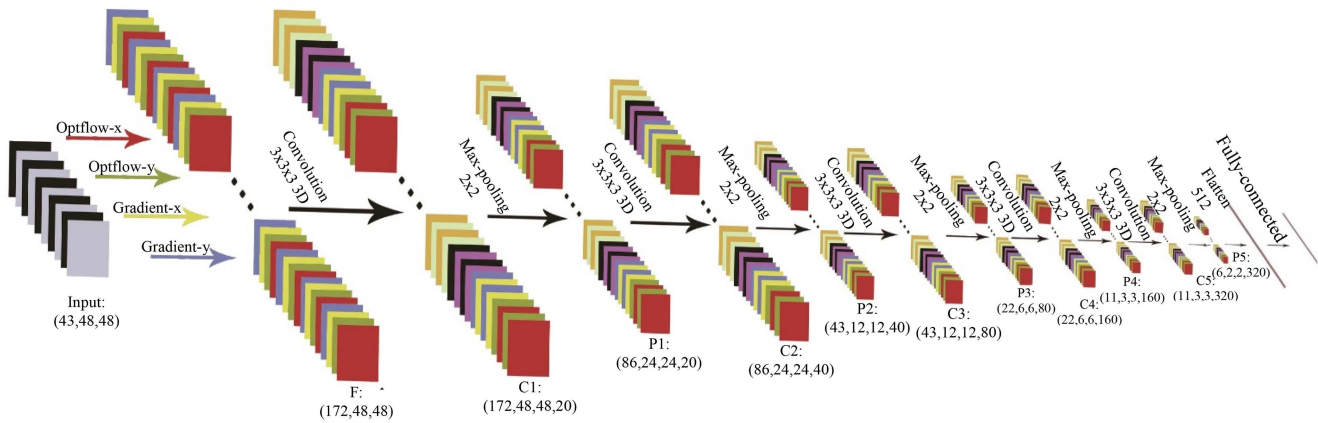 Optflow-x
Optflow-y
Gradient-x
Gradient-y
Input:
(43,48,48)
F:
(172,48,48)
Convolution
3x3x3 3D
C1:
(172,48,48,20)
Max-pooling
2x2
P1:
(86,24,24,20)
Convolution
3x3x3 3D
C2:
(86,24,24,40)
Max-pooling
2x2
P2:
(43,12,12,40)
Convolution
3x3x3 3D
C3:
(43,12,12,80)
Max-pooling
2x2
P3:
(22,6,6,80)
Convolution
3x3x3 3D
C4:
(22,6,6,160)
Max-pooling
2x2
P4:
(11,3,3,160)
Convolution
3x3x3 3D
C5:
(11,3,3,320)
Max-pooling
2x2
P5:
(6,2,2,320)
Flatten
512
Fully-connected